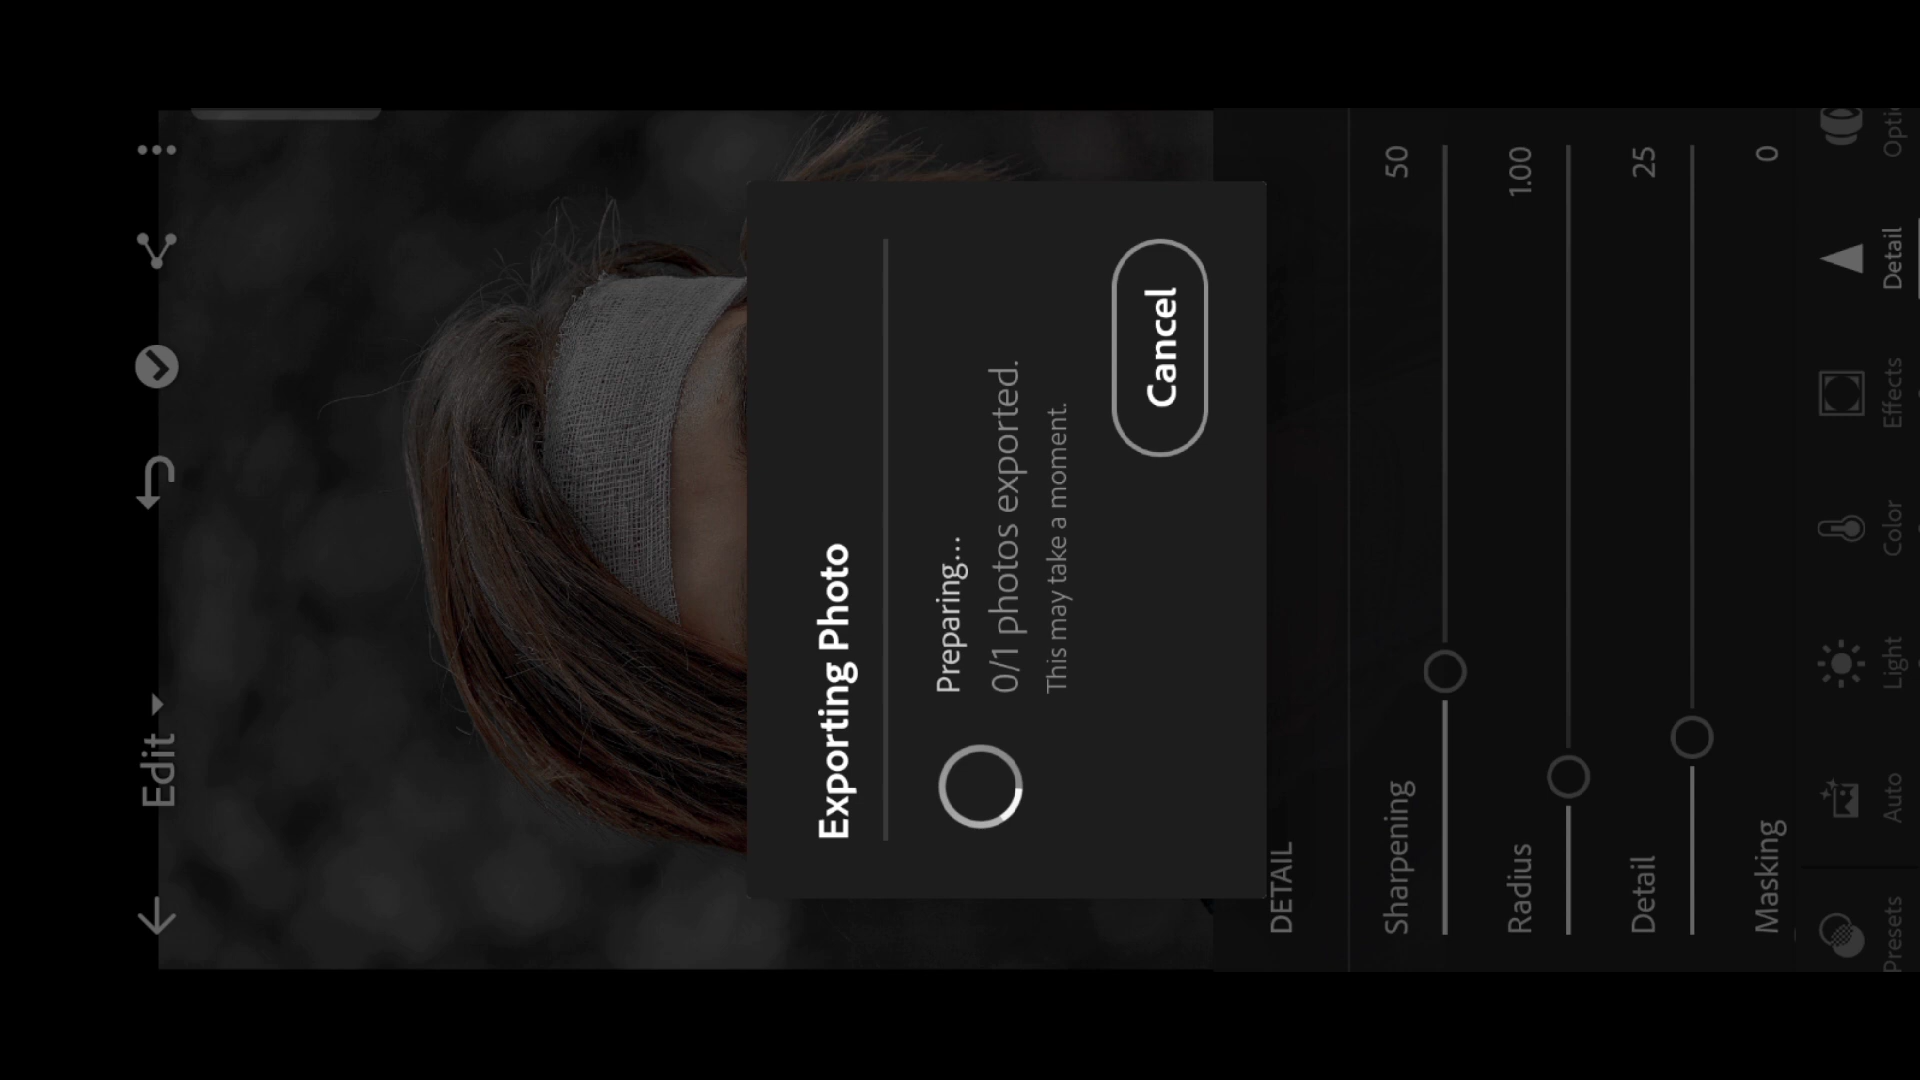 Edit
Exporting Photo
Preparing...
0/1 photos exported.
This may take a moment.
Cancel
DETAIL
Sharpening 50
Radius 1.00
Detail 25
Masking 0
Presets Auto Light Color Effects Detail Opti